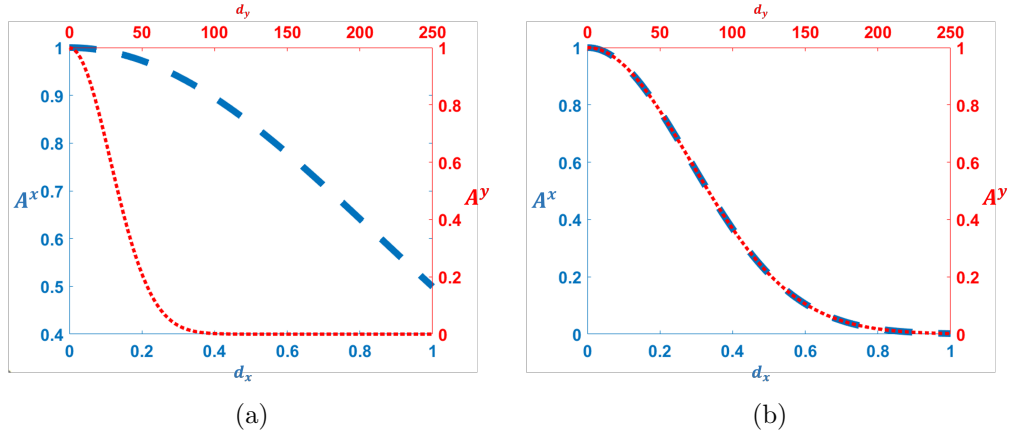 d_y
0 50 100 150 200 250
1 1
0.9
0.8 0.8
0.7 0.6
A^x A^y
0.6 0.4
0.5 0.2
0.4 0
0 0.2 0.4 0.6 0.8 1
d_x
(a)
d_y
0 50 100 150 200 250
1 1
0.8 0.8
0.6 0.6
A^x A^y
0.4 0.4
0.2 0.2
0 0
0 0.2 0.4 0.6 0.8 1
d_x
(b)